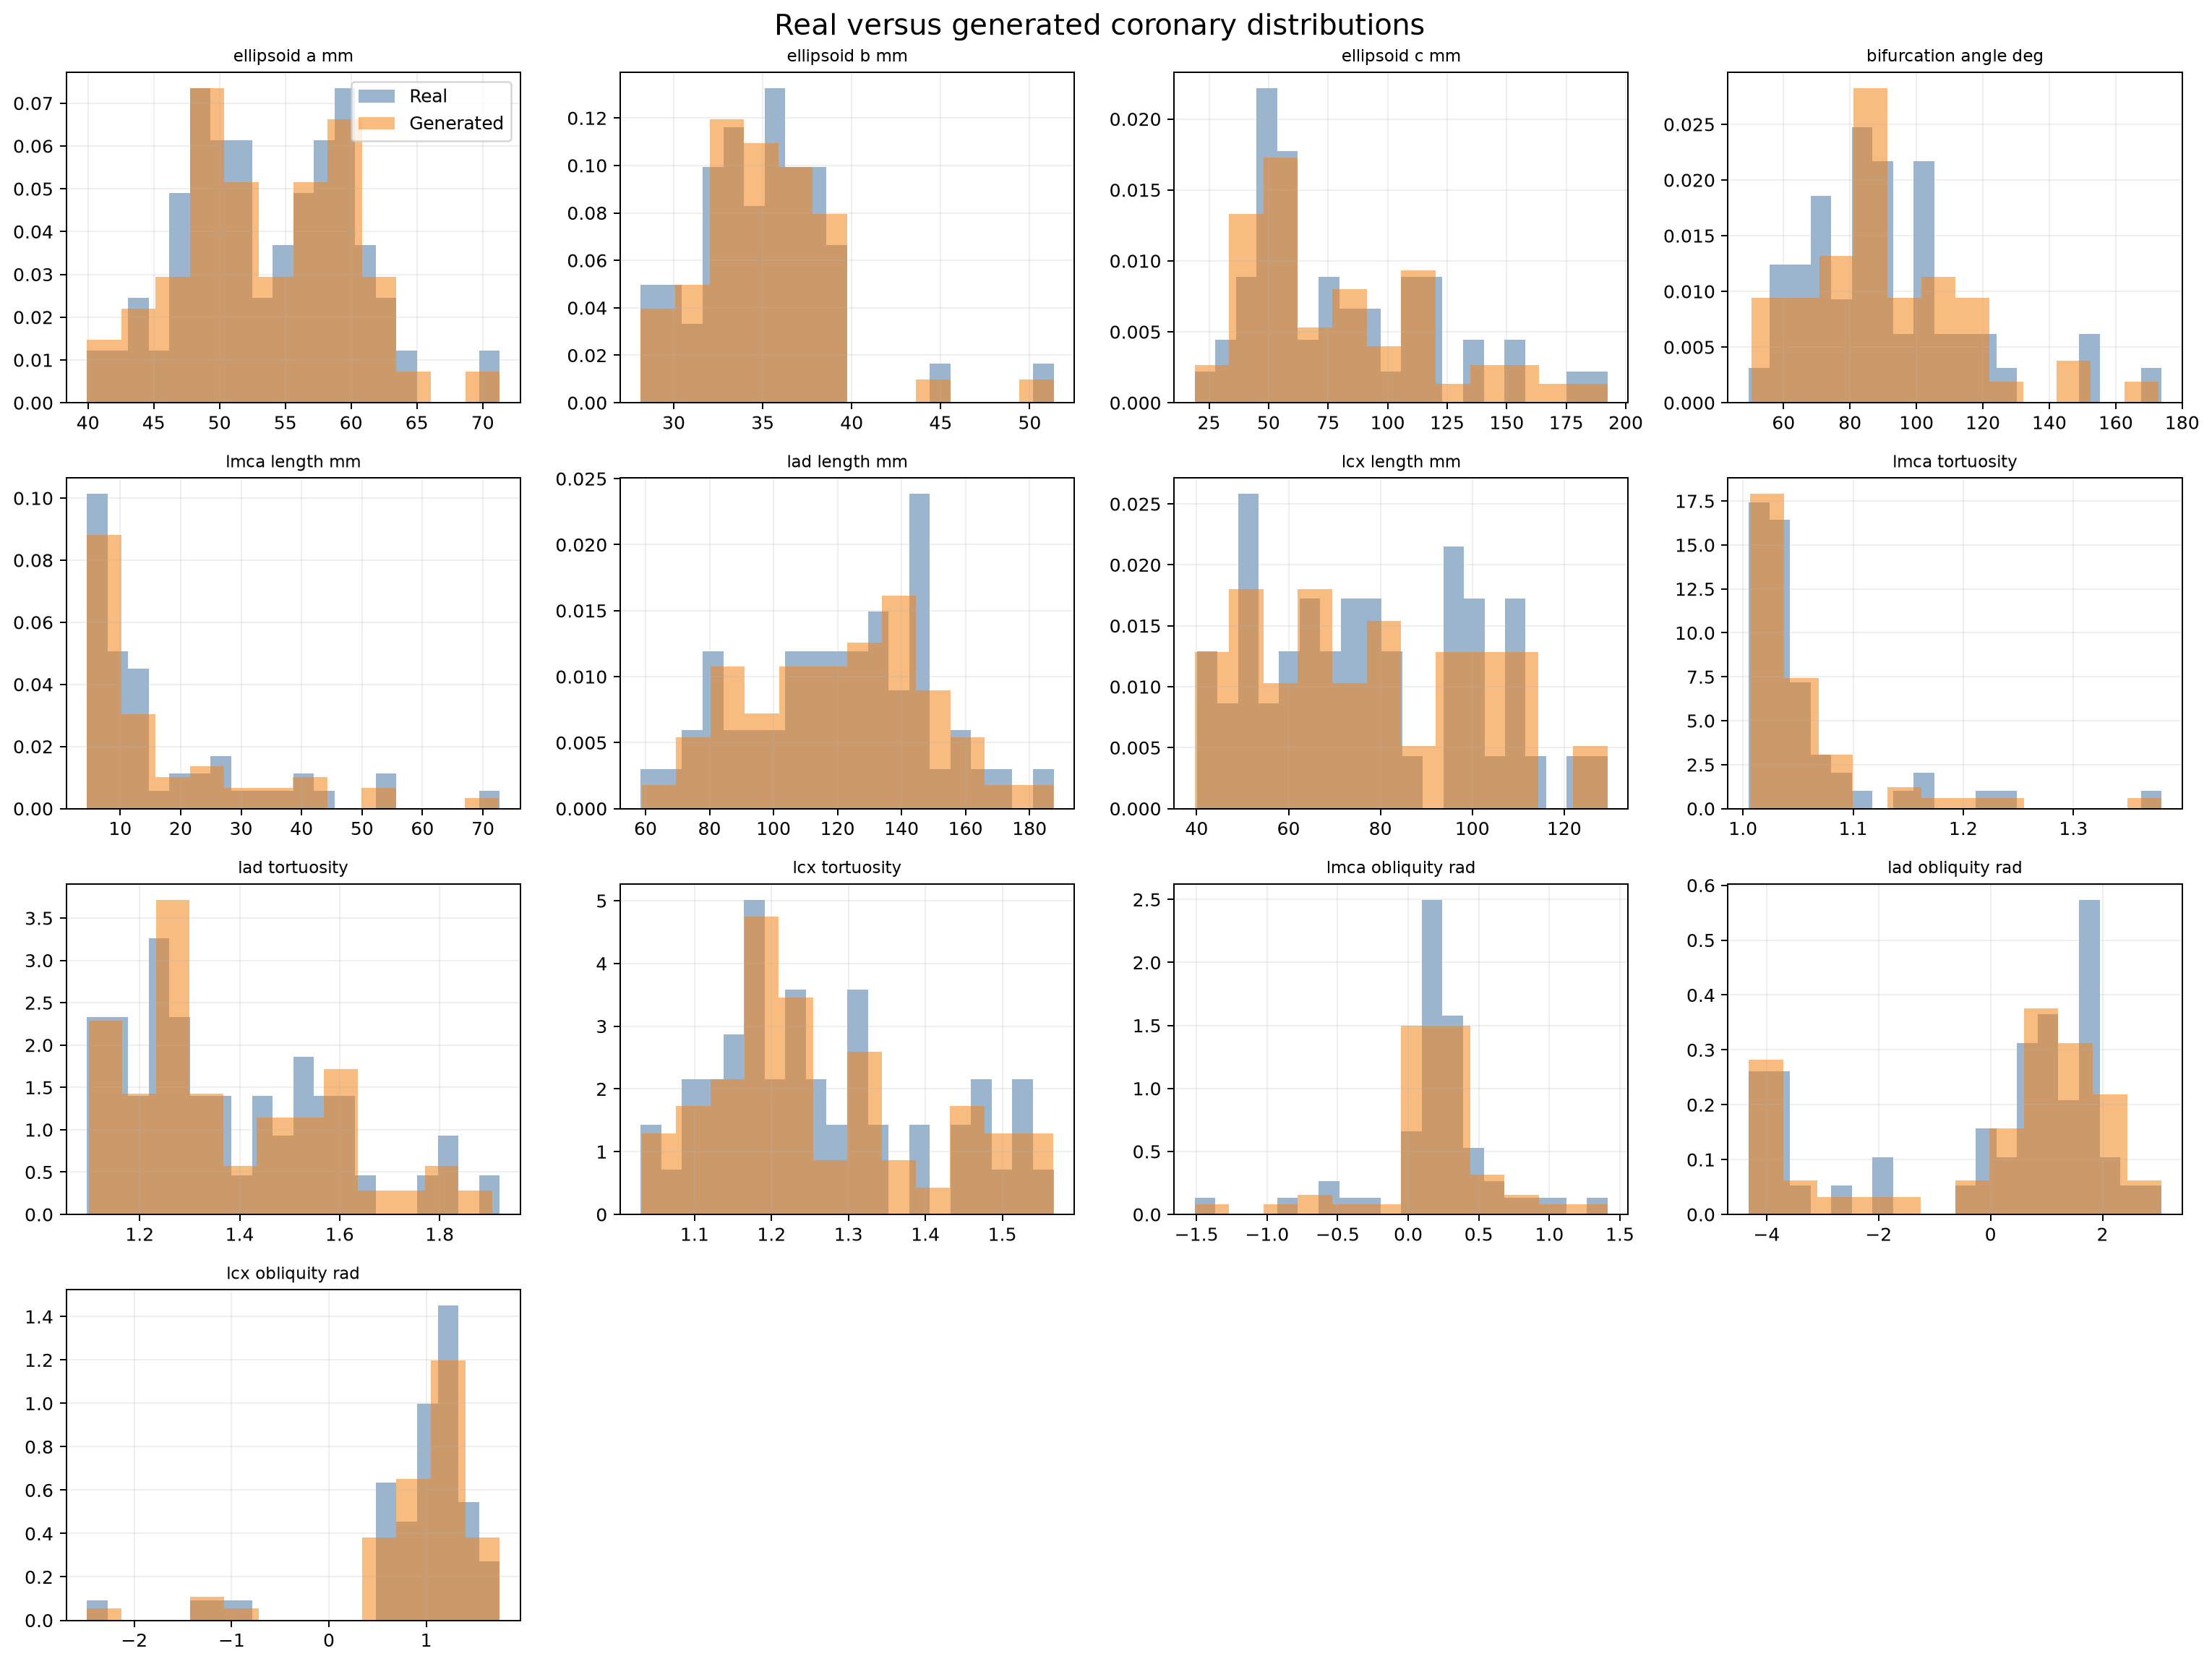 Real versus generated coronary distributions
ellipsoid a mm
ellipsoid b mm
ellipsoid c mm
bifurcation angle deg
Real
Generated
0.00 0.01 0.02 0.03 0.04 0.05 0.06 0.07
40 45 50 55 60 65 70
0.00 0.02 0.04 0.06 0.08 0.10 0.12
30 35 40 45 50
0.000 0.005 0.010 0.015 0.020
25 50 75 100 125 150 175 200
0.000 0.005 0.010 0.015 0.020 0.025
60 80 100 120 140 160 180
lmca length mm
lad length mm
lcx length mm
lmca tortuosity
0.00 0.02 0.04 0.06 0.08 0.10
10 20 30 40 50 60 70
0.000 0.005 0.010 0.015 0.020 0.025
60 80 100 120 140 160 180
0.000 0.005 0.010 0.015 0.020 0.025
40 60 80 100 120
0.0 2.5 5.0 7.5 10.0 12.5 15.0 17.5
1.0 1.1 1.2 1.3
lad tortuosity
lcx tortuosity
lmca obliquity rad
lad obliquity rad
0.0 0.5 1.0 1.5 2.0 2.5 3.0 3.5
1.2 1.4 1.6 1.8
0 1 2 3 4 5
1.1 1.2 1.3 1.4 1.5
0.0 0.5 1.0 1.5 2.0 2.5
−1.5 −1.0 −0.5 0.0 0.5 1.0 1.5
0.0 0.1 0.2 0.3 0.4 0.5 0.6
−4 −2 0 2
lcx obliquity rad
0.0 0.2 0.4 0.6 0.8 1.0 1.2 1.4
−2 −1 0 1